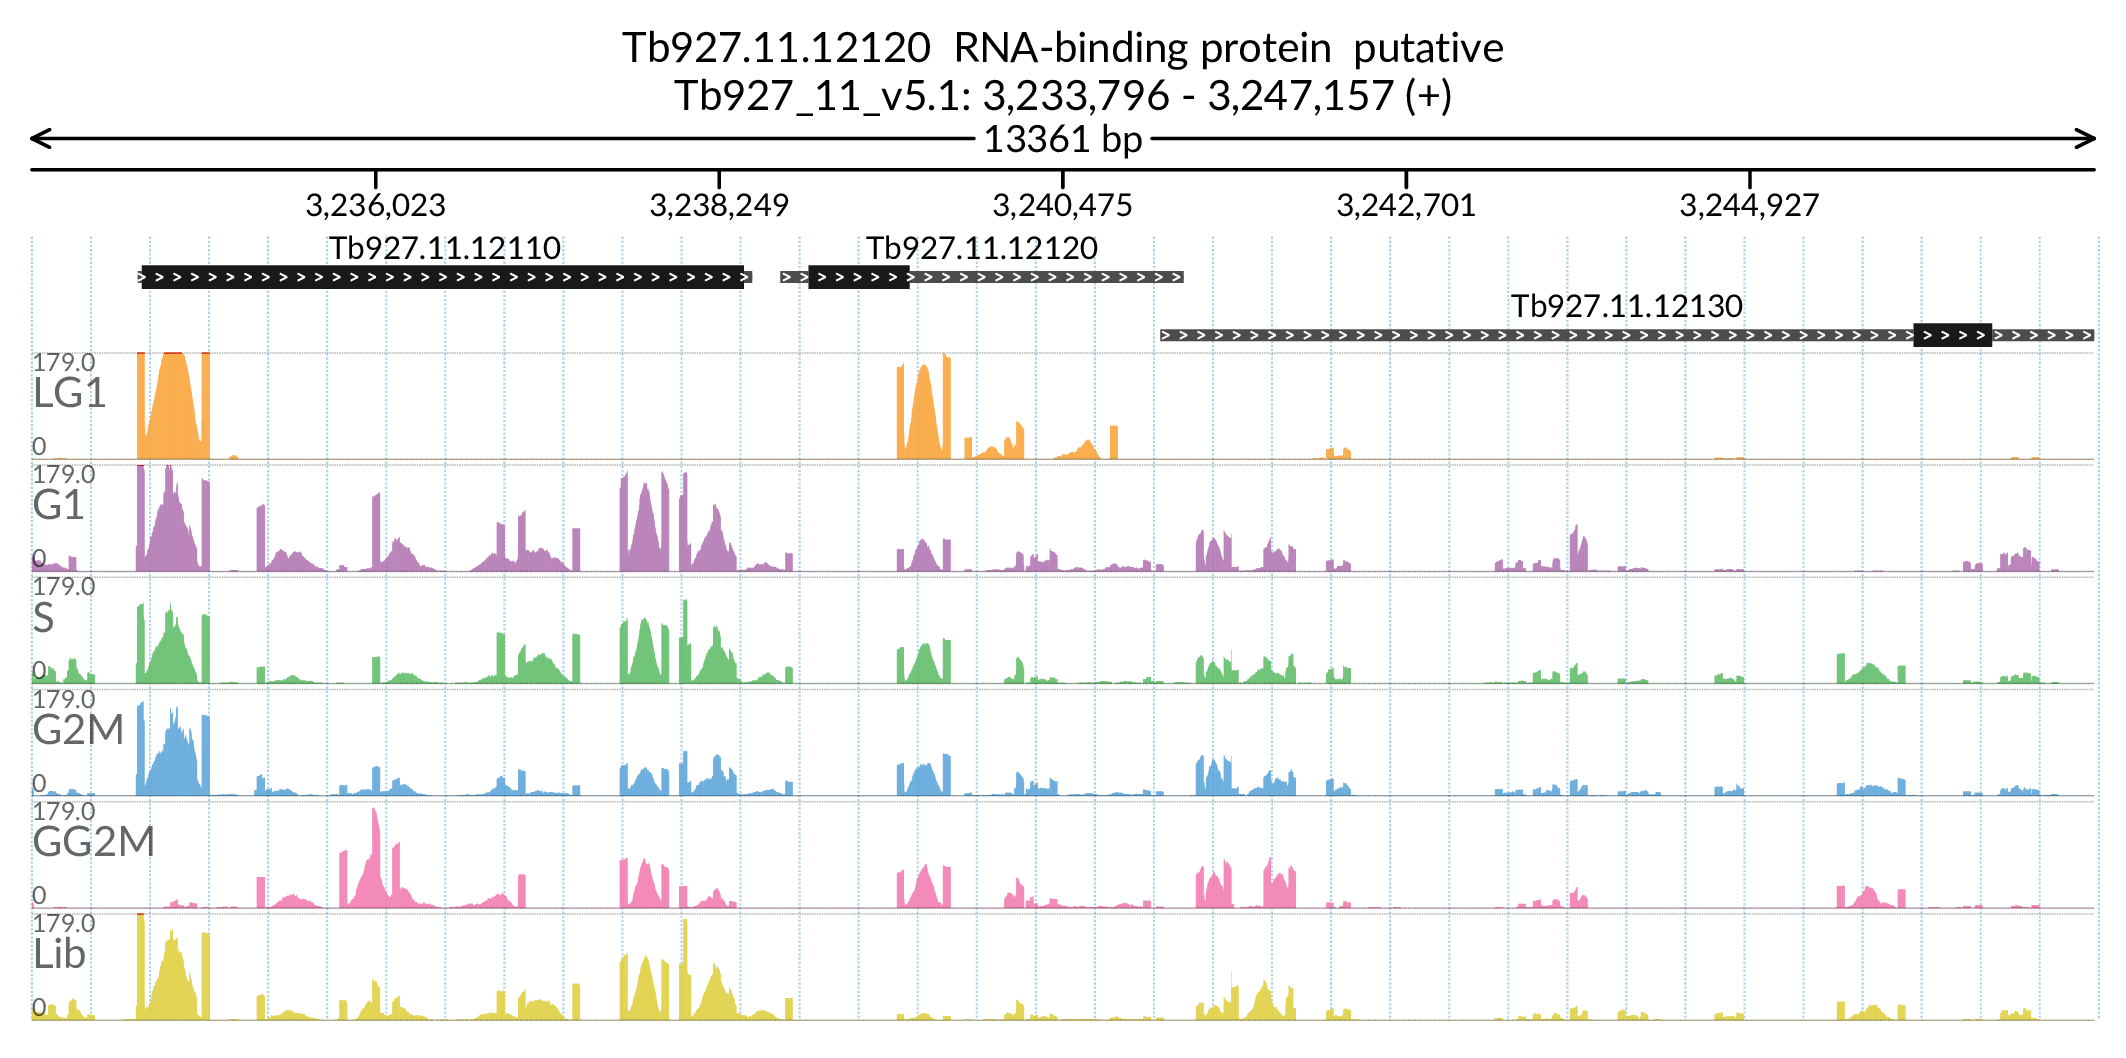 Tb927.11.12120  RNA-binding protein  putative
Tb927_11_v5.1: 3,233,796 - 3,247,157 (+)
13361 bp
3,236,023 3,238,249 3,240,475 3,242,701 3,244,927
Tb927.11.12110 Tb927.11.12120
Tb927.11.12130
179.0
LG1
0
179.0
G1
0
179.0
S
0
179.0
G2M
0
179.0
GG2M
0
179.0
Lib
0